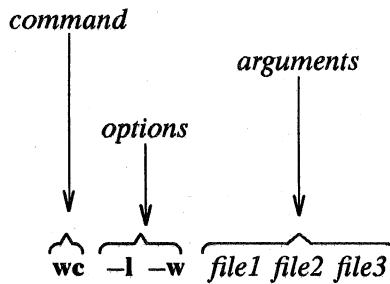 command
arguments
options
wc –l –w file1 file2 file3